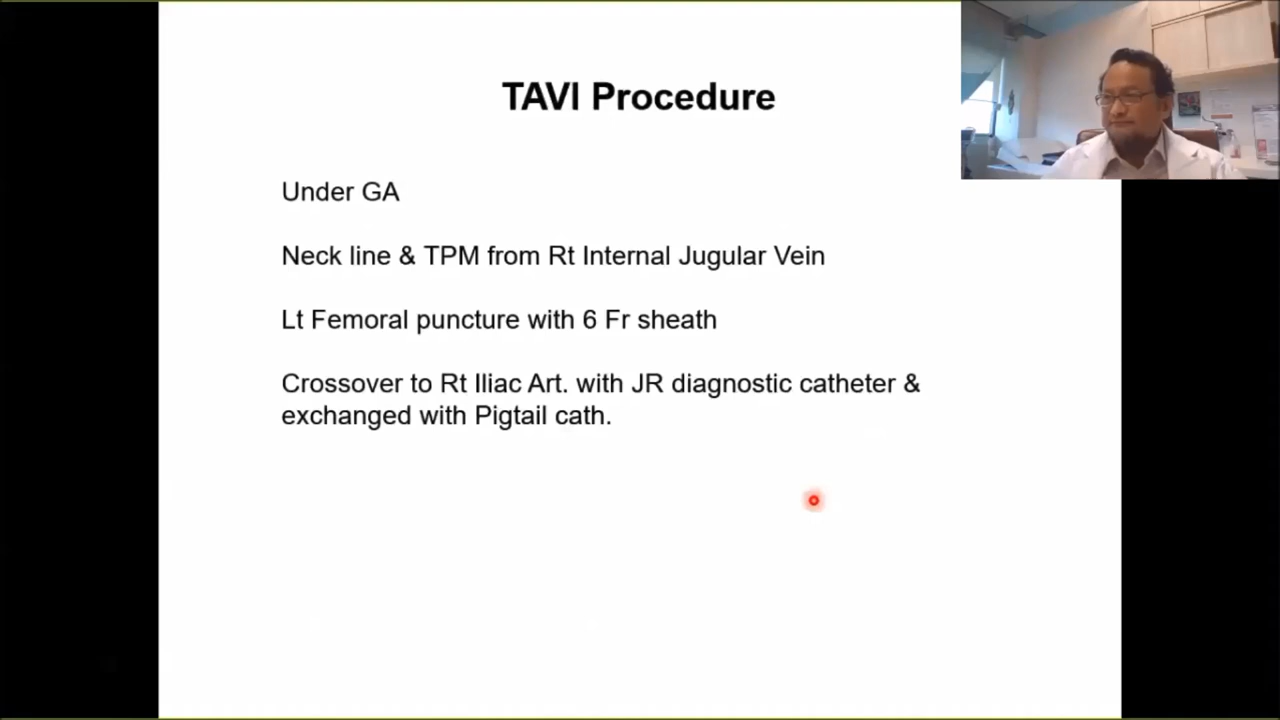 TAVI Procedure
Under GA
Neck line & TPM from Rt Internal Jugular Vein
Lt Femoral puncture with 6 Fr sheath
Crossover to Rt Iliac Art. with JR diagnostic catheter &
exchanged with Pigtail cath.